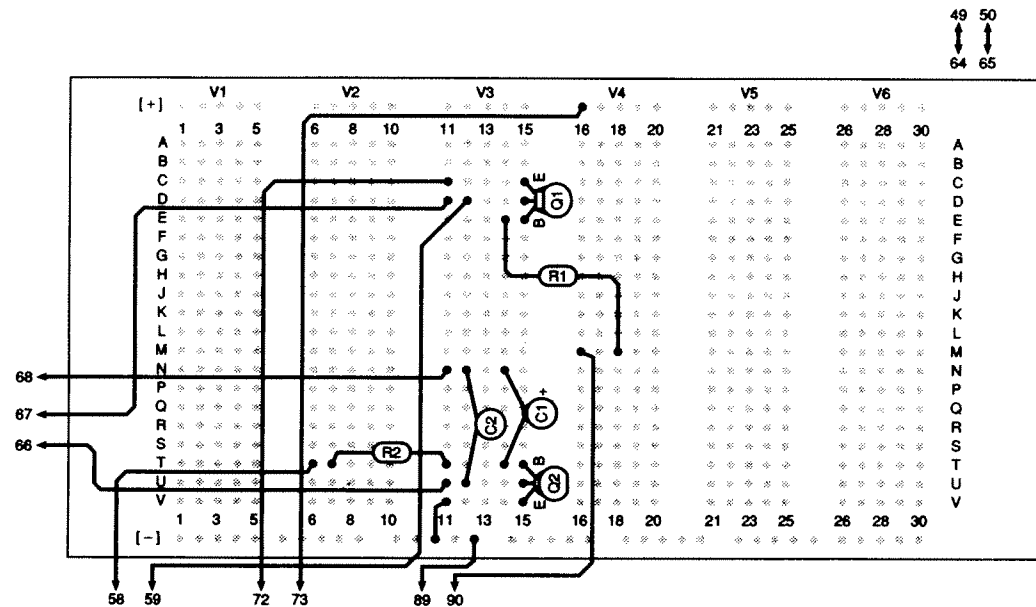 49 50
64 65
V1 V2 V3 V4 V5 V6
[+]
1 3 5 6 8 10 11 13 15 16 18 20 21 23 25 26 28 30
A A
B B
C E C
D Q1 D
E B E
F F
G G
H R1 H
J J
K K
L L
M M
68 N N
P P
67 Q C2 C1 + Q
R R
66 S S
T R2 B T
U Q2 U
V E V
1 3 5 6 8 10 11 13 15 16 18 20 21 23 25 26 28 30
[-]
58 59 72 73 89 90